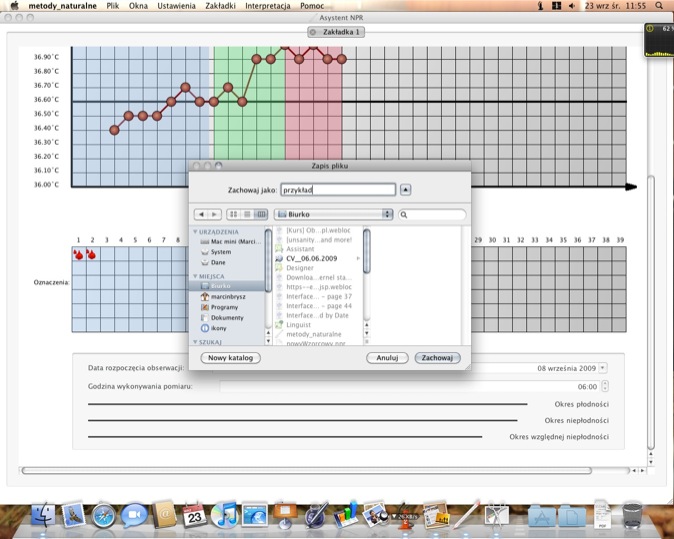 metody_naturalne Plik Okna Ustawienia Zakładki Interpretacja Pomoc 23 wrz śr. 11:55
Asystent NPR
Zakładka 1
62
36.90°C
36.80°C
36.70°C
36.60°C
36.50°C
36.40°C
36.30°C
36.20°C
36.10°C
36.00°C
Zapis pliku
Zachowaj jako: przykład
Biurko
URZĄDZENIA
Mac mini (Marci...
System
Dane
MIEJSCA
Biurko
marcinbrysz
Programy
Dokumenty
ikony
SZUKAJ
[Kurs] Ob...pl.webloc
[unsanity...and more!
Assistant
CV__06.06.2009
Designer
Downloa...ernel sta...
https--e...jsp.webloc
Interface... – page 37
Interface... – page 44
Interface...d by Date
Linguist
metody_naturalne
nowyWzorcowy.npr
Nowy katalog Anuluj Zachowaj
1 2 3 4 5 6 7 8 29 30 31 32 33 34 35 36 37 38 39
Oznaczenia:
Data rozpoczęcia obserwacji: 08 września 2009
Godzina wykonywania pomiaru: 06:00
Okres płodności
Okres niepłodności
Okres względnej niepłodności
23
PDF